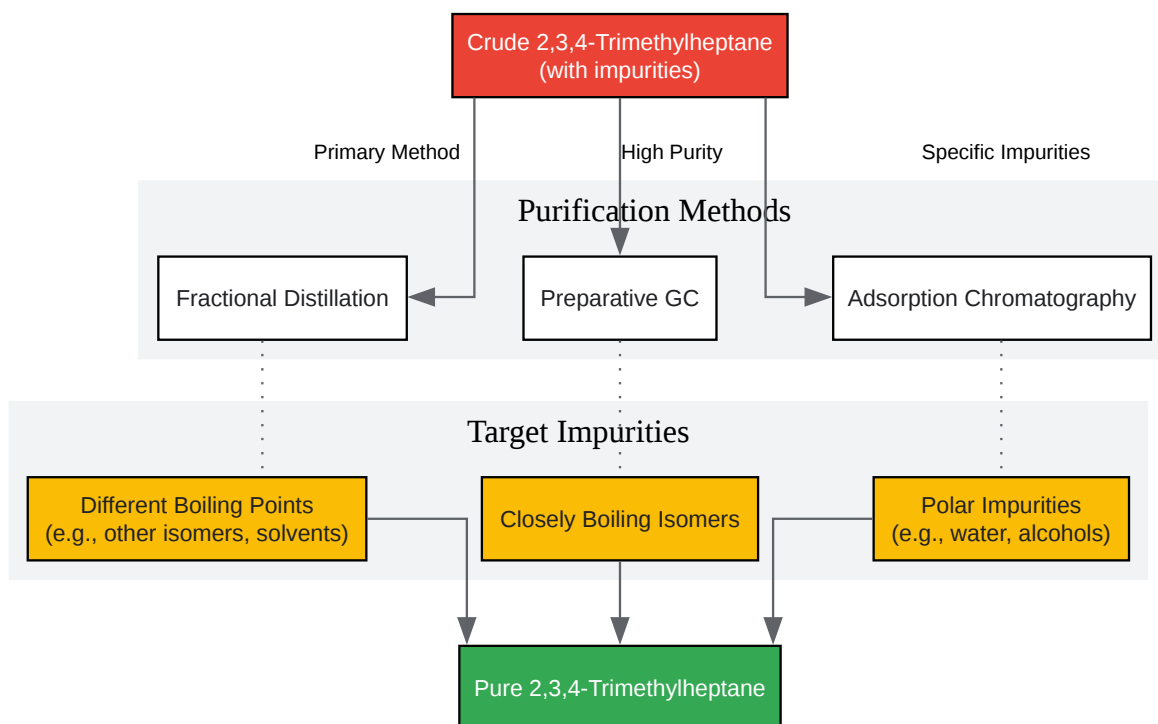 Crude 2,3,4-Trimethylheptane
(with impurities)
Primary Method
High Purity
Specific Impurities
Purification Methods
Fractional Distillation
Preparative GC
Adsorption Chromatography
Target Impurities
Different Boiling Points
(e.g., other isomers, solvents)
Closely Boiling Isomers
Polar Impurities
(e.g., water, alcohols)
Pure 2,3,4-Trimethylheptane